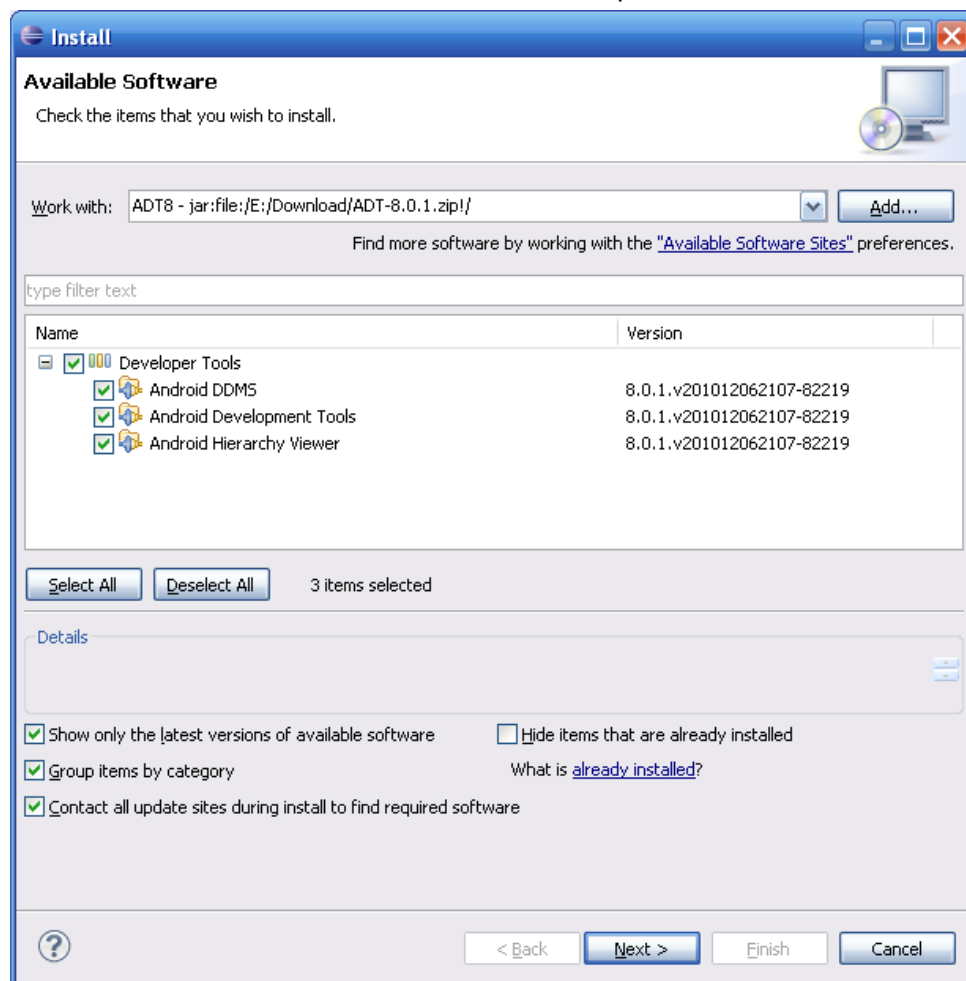 Install
Available Software
Check the items that you wish to install.
Work with: ADT8 - jar:file:/E:/Download/ADT-8.0.1.zip!/ Add...
Find more software by working with the "Available Software Sites" preferences.
type filter text
Name Version
Developer Tools
Android DDMS 8.0.1.v201012062107-82219
Android Development Tools 8.0.1.v201012062107-82219
Android Hierarchy Viewer 8.0.1.v201012062107-82219
Select All Deselect All 3 items selected
Details
Show only the latest versions of available software Hide items that are already installed
Group items by category What is already installed?
Contact all update sites during install to find required software
? < Back Next > Finish Cancel